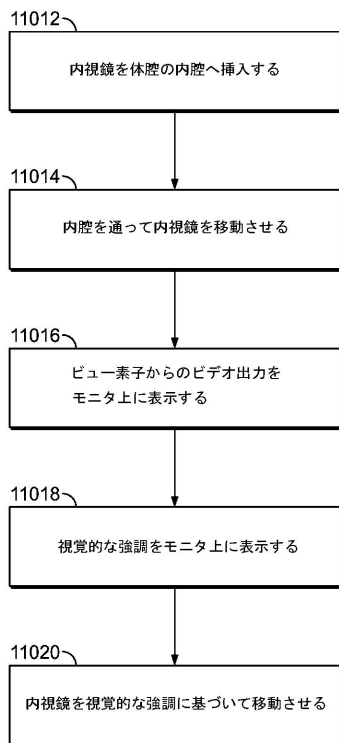 11012
内視鏡を体腔の内腔へ挿入する
11014
内腔を通って内視鏡を移動させる
11016
ビュー素子からのビデオ出力を
モニタ上に表示する
11018
視覚的な強調をモニタ上に表示する
11020
内視鏡を視覚的な強調に基づいて移動させる